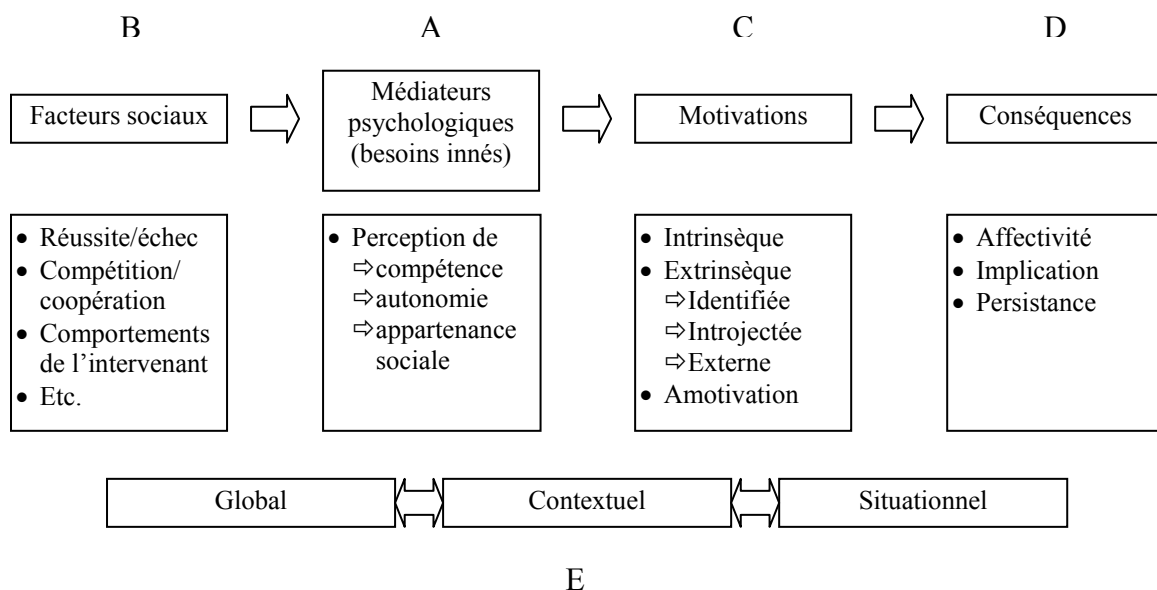 B
A
C
D
Facteurs sociaux
Médiateurs
psychologiques
(besoins innés)
Motivations
Conséquences
• Réussite/échec
• Compétition/
coopération
• Comportements
de l’intervenant
• Etc.
• Perception de
⇨compétence
⇨autonomie
⇨appartenance
sociale
• Intrinsèque
• Extrinsèque
⇨Identifiée
⇨Introjectée
⇨Externe
• Amotivation
• Affectivité
• Implication
• Persistance
Global
Contextuel
Situationnel
E